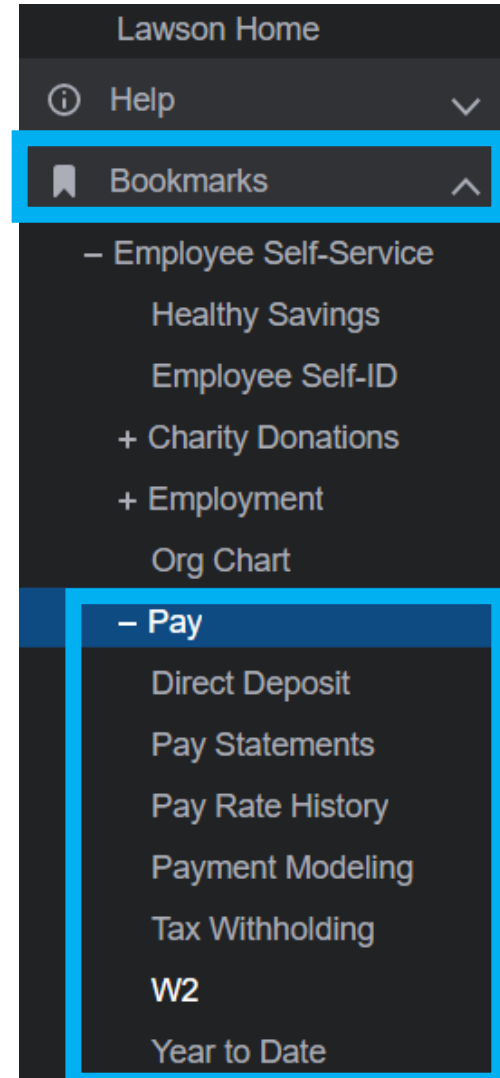 Lawson Home
Help
Bookmarks
– Employee Self-Service
Healthy Savings
Employee Self-ID
+ Charity Donations
+ Employment
Org Chart
– Pay
Direct Deposit
Pay Statements
Pay Rate History
Payment Modeling
Tax Withholding
W2
Year to Date